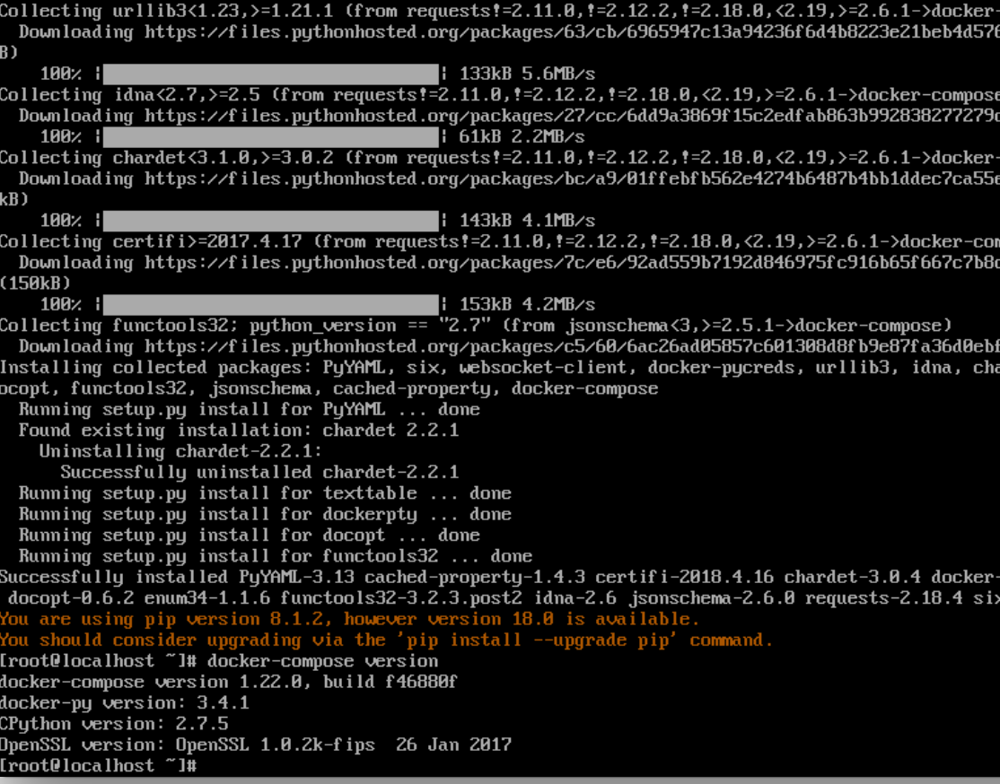 Collecting urllib3<1.23,>=1.21.1 (from requests!=2.11.0,!=2.12.2,!=2.18.0,<2.19,>=2.6.1->docker-
Downloading https://files.pythonhosted.org/packages/63/cb/6965947c13a94236f6d4b8223e21beb4d576
B)
100% | | 133kB 5.6MB/s
Collecting idna<2.7,>=2.5 (from requests!=2.11.0,!=2.12.2,!=2.18.0,<2.19,>=2.6.1->docker-compose
Downloading https://files.pythonhosted.org/packages/27/cc/6dd9a3869f15c2edfab863b992838277279d
100% | | 61kB 2.2MB/s
Collecting chardet<3.1.0,>=3.0.2 (from requests!=2.11.0,!=2.12.2,!=2.18.0,<2.19,>=2.6.1->docker-
Downloading https://files.pythonhosted.org/packages/bc/a9/01ffebfb562e4274b6487b4bb1ddec7ca55e
kB)
100% | | 143kB 4.1MB/s
Collecting certifi>=2017.4.17 (from requests!=2.11.0,!=2.12.2,!=2.18.0,<2.19,>=2.6.1->docker-com
Downloading https://files.pythonhosted.org/packages/7c/e6/92ad559b7192d846975fc916b65f667c7b8c
(150kB)
100% | | 153kB 4.2MB/s
Collecting functools32; python_version == "2.7" (from jsonschema<3,>=2.5.1->docker-compose)
Downloading https://files.pythonhosted.org/packages/c5/60/6ac26ad05857c601308d8fb9e87fa36d0ebf
Installing collected packages: PyYAML, six, websocket-client, docker-pycreds, urllib3, idna, cha
ocopt, functools32, jsonschema, cached-property, docker-compose
Running setup.py install for PyYAML ... done
Found existing installation: chardet 2.2.1
Uninstalling chardet-2.2.1:
Successfully uninstalled chardet-2.2.1
Running setup.py install for texttable ... done
Running setup.py install for dockerpty ... done
Running setup.py install for docopt ... done
Running setup.py install for functools32 ... done
Successfully installed PyYAML-3.13 cached-property-1.4.3 certifi-2018.4.16 chardet-3.0.4 docker-
docopt-0.6.2 enum34-1.1.6 functools32-3.2.3.post2 idna-2.6 jsonschema-2.6.0 requests-2.18.4 six
You are using pip version 8.1.2, however version 18.0 is available.
You should consider upgrading via the 'pip install --upgrade pip' command.
[root@localhost ~]# docker-compose version
docker-compose version 1.22.0, build f46880f
docker-py version: 3.4.1
CPython version: 2.7.5
OpenSSL version: OpenSSL 1.0.2k-fips  26 Jan 2017
[root@localhost ~]#